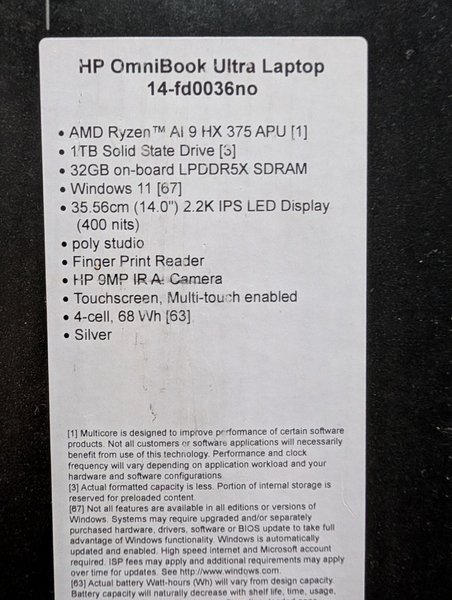 HP OmniBook Ultra Laptop
14-fd0036no
• AMD Ryzen™ AI 9 HX 375 APU [1]
• 1TB Solid State Drive [3]
• 32GB on-board LPDDR5X SDRAM
• Windows 11 [67]
• 35.56cm (14.0") 2.2K IPS LED Display
(400 nits)
• poly studio
• Finger Print Reader
• HP 9MP IR AI Camera
• Touchscreen, Multi-touch enabled
• 4-cell, 68 Wh [63]
• Silver
[1] Multicore is designed to improve performance of certain software
products. Not all customers or software applications will necessarily
benefit from use of this technology. Performance and clock
frequency will vary depending on application workload and your
hardware and software configurations
[3] Actual formatted capacity is less. Portion of internal storage is
reserved for preloaded content.
[67] Not all features are available in all editions or versions of
Windows. Systems may require upgraded and/or separately
purchased hardware, drivers, software or BIOS update to take full
advantage of Windows functionality. Windows is automatically
updated and enabled. High speed internet and Microsoft account
required. ISP fees may apply and additional requirements may apply
over time for updates. See http://www.windows.com.
[63] Actual battery Watt-hours (Wh) will vary from design capacity.
Battery capacity will naturally decrease with shelf life, time, usage,